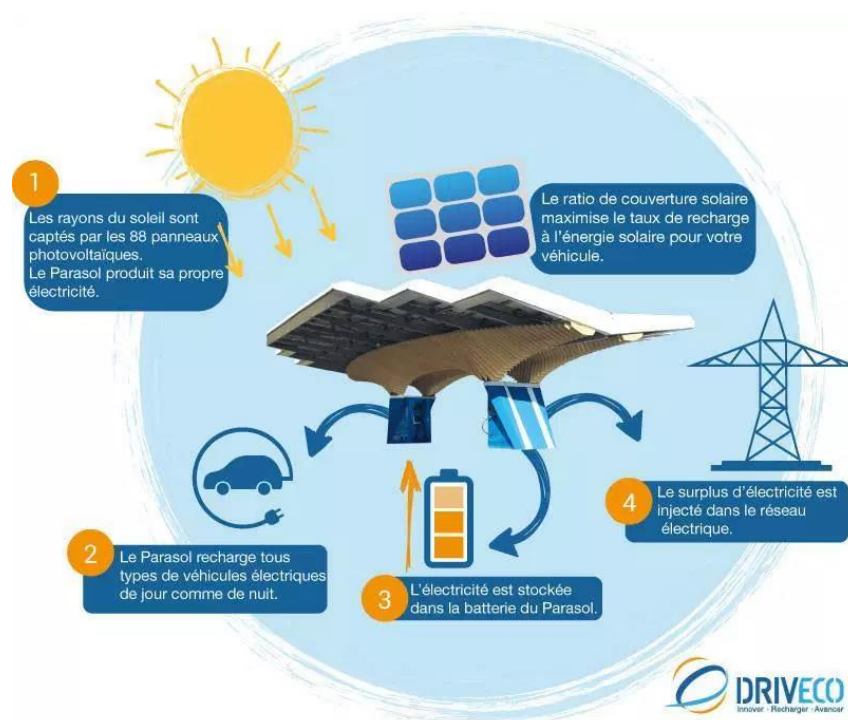 1
Les rayons du soleil sont
captés par les 88 panneaux
photovoltaïques.
Le Parasol produit sa propre
électricité.
Le ratio de couverture solaire
maximise le taux de recharge
à l'énergie solaire pour votre
véhicule.
2
Le Parasol recharge tous
types de véhicules électriques
de jour comme de nuit.
3
L'électricité est stockée
dans la batterie du Parasol.
4
Le surplus d'électricité est
injecté dans le réseau
électrique.
DRIVECO
Innover · Recharger · Avancer